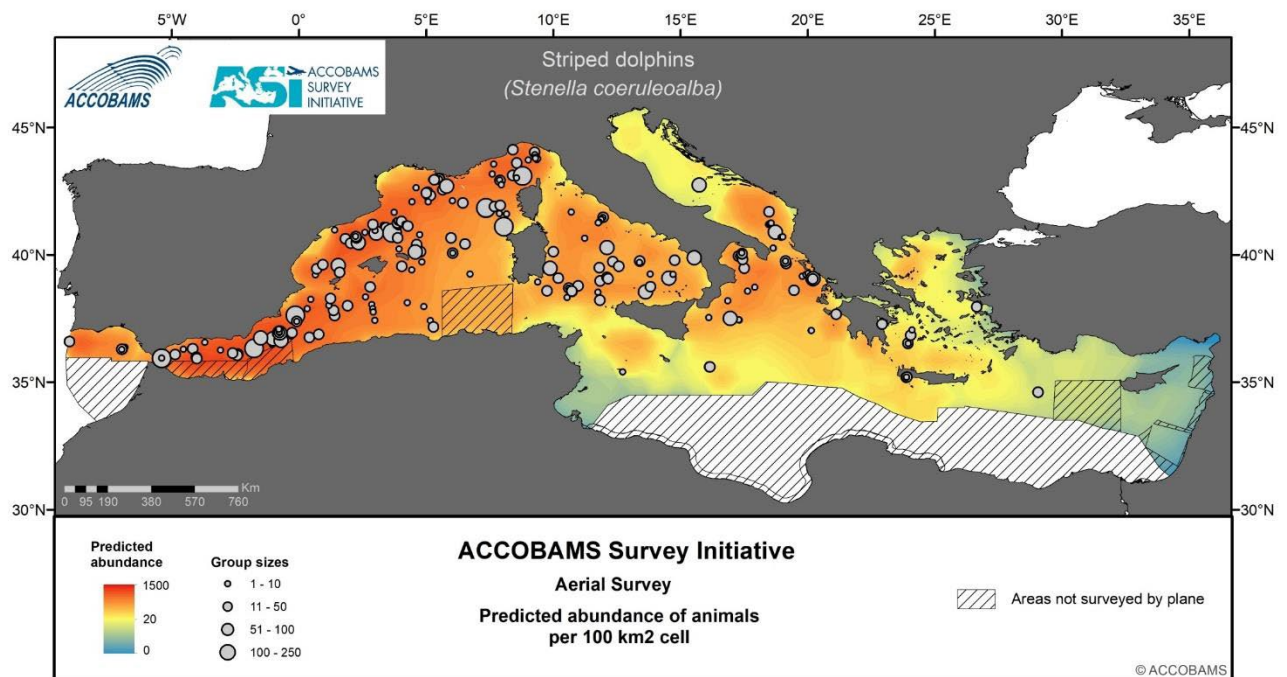 5°W 0° 5°E 10°E 15°E 20°E 25°E 30°E 35°E
ACCOBAMS
ASI
ACCOBAMS
SURVEY
INITIATIVE
Striped dolphins
(Stenella coeruleoalba)
45°N 45°N
40°N 40°N
35°N 35°N
30°N 30°N
Km
0 95 190 380 570 760
Predicted
abundance
1500
20
0
Group sizes
1 - 10
11 - 50
51 - 100
100 - 250
ACCOBAMS Survey Initiative
Aerial Survey
Predicted abundance of animals
per 100 km2 cell
Areas not surveyed by plane
© ACCOBAMS